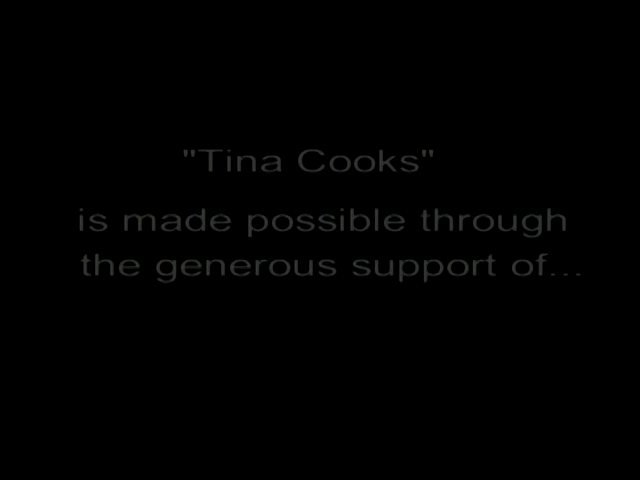 "Tina Cooks"
is made possible through
the generous support of...